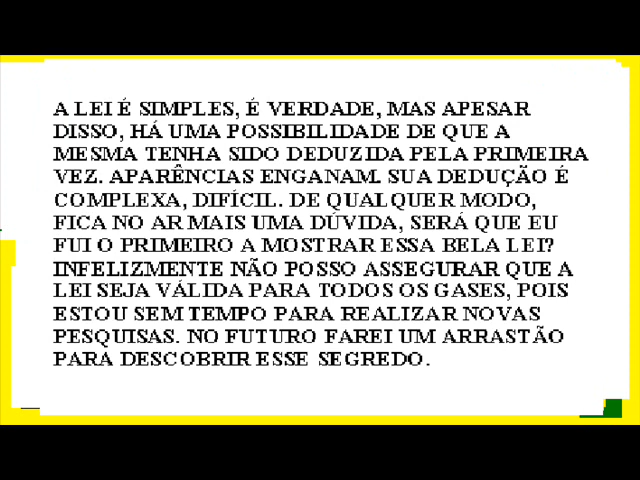 A LEI É SIMPLES, É VERDADE, MAS APESAR
DISSO, HÁ UMA POSSIBILIDADE DE QUE A
MESMA TENHA SIDO DEDUZIDA PELA PRIMEIRA
VEZ. APARÊNCIAS ENGANAM. SUA DEDUÇÃO É
COMPLEXA, DIFÍCIL. DE QUALQUER MODO,
FICA NO AR MAIS UMA DÚVIDA, SERÁ QUE EU
FUI O PRIMEIRO A MOSTRAR ESSA BELA LEI?
INFELIZMENTE NÃO POSSO ASSEGURAR QUE A
LEI SEJA VÁLIDA PARA TODOS OS GASES, POIS
ESTOU SEM TEMPO PARA REALIZAR NOVAS
PESQUISAS. NO FUTURO FAREI UM ARRASTÃO
PARA DESCOBRIR ESSE SEGREDO.